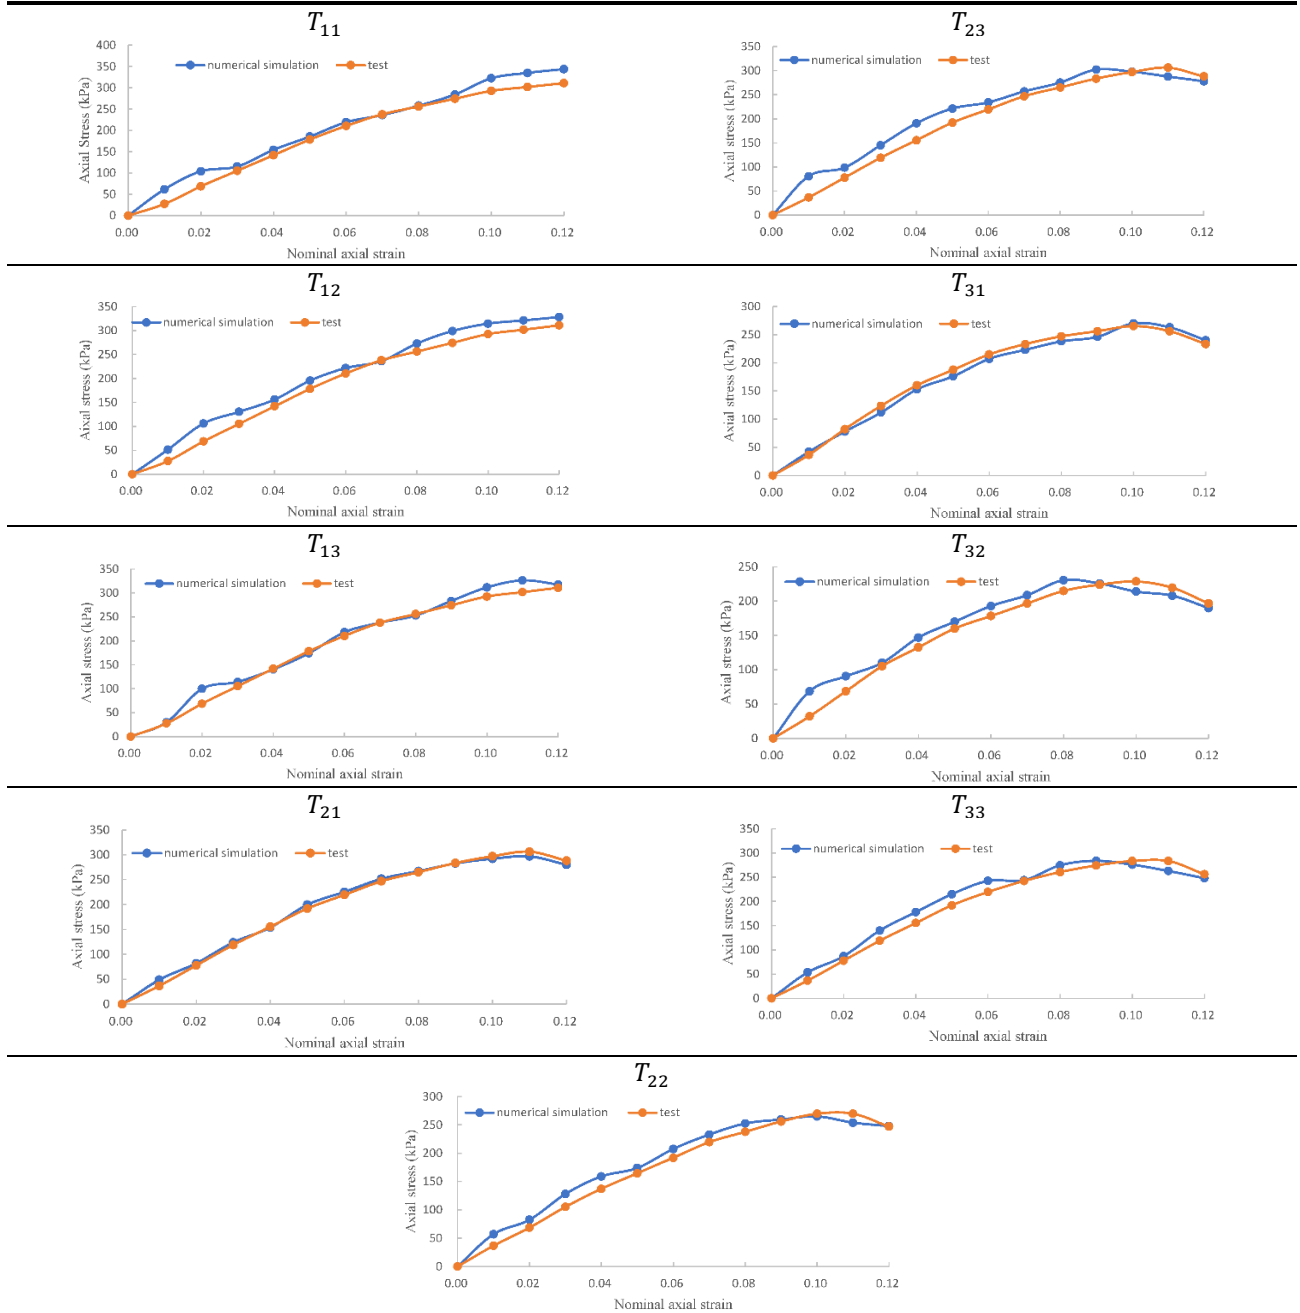 T11
400
350
300
250
200
150
100
50
0
Axial Stress (kPa)
numerical simulation test
0.00 0.02 0.04 0.06 0.08 0.10 0.12
Nominal axial strain
T23
350
300
250
200
150
100
50
0
Axial stress (kPa)
numerical simulation test
0.00 0.02 0.04 0.06 0.08 0.10 0.12
Nominal axial strain
T12
350
300
250
200
150
100
50
0
Aixal stress (kPa)
numerical simulation test
0.00 0.02 0.04 0.06 0.08 0.10 0.12
Nominal axial strain
T31
300
250
200
150
100
50
0
Axial stress (kPa)
numerical simulation test
0.00 0.02 0.04 0.06 0.08 0.10 0.12
Nominal axial strain
T13
350
300
250
200
150
100
50
0
Axial stress (kPa)
numerical simulation test
0.00 0.02 0.04 0.06 0.08 0.10 0.12
Nominal axial strain
T32
250
200
150
100
50
0
Axial stress (kPa)
numerical simulation test
0.00 0.02 0.04 0.06 0.08 0.10 0.12
Nominal axial strain
T21
350
300
250
200
150
100
50
0
Axial stress (kPa)
numerical simulation test
0.00 0.02 0.04 0.06 0.08 0.10 0.12
Nominal axial strain
T33
350
300
250
200
150
100
50
0
Axial stress (kPa)
numerical simulation test
0.00 0.02 0.04 0.06 0.08 0.10 0.12
Nominal axial strain
T22
300
250
200
150
100
50
0
Axial stress (kPa)
numerical simulation test
0.00 0.02 0.04 0.06 0.08 0.10 0.12
Nominal axial strain